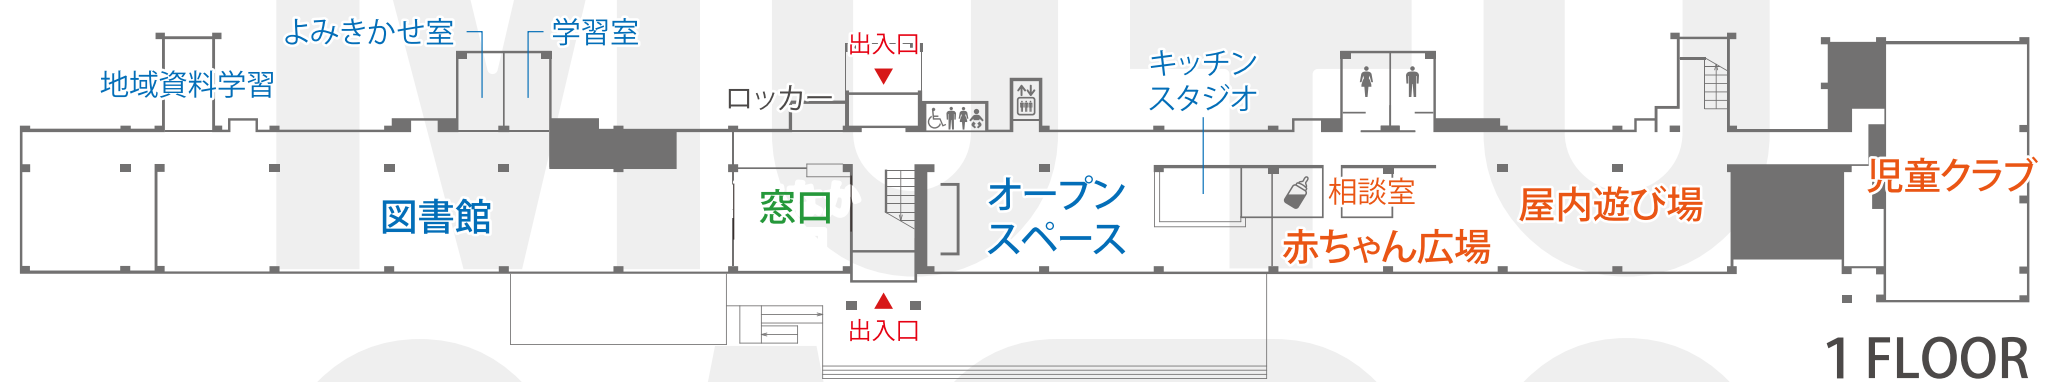 よみきかせ室
学習室
地域資料学習
ロッカー
出入口
キッチン
スタジオ
図書館
窓口
オープン
スペース
相談室
赤ちゃん広場
屋内遊び場
児童クラブ
出入口
1 FLOOR